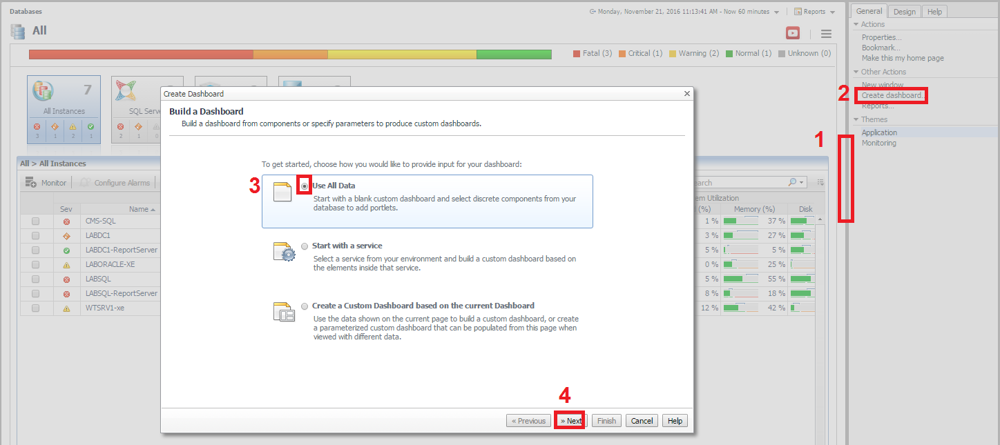 Databases
Monday, November 21, 2016 11:13:41 AM - Now 60 minutes
Reports
All
Fatal (3) Critical (1) Warning (2) Normal (1) Unknown (0)
7
All Instances
3 1 2 1
SQL Serve
2 1 0
All > All Instances
Monitor Configure Alarms
Sev Name
CMS-SQL
LABDC1
LABDC1-ReportServer
LABORACLE-XE
LABSQL
LABSQL-ReportServer
WTSRV1-xe
Create Dashboard
Build a Dashboard
Build a dashboard from components or specify parameters to produce custom dashboards.
To get started, choose how you would like to provide input for your dashboard:
3
Use All Data
Start with a blank custom dashboard and select discrete components from your
database to add portlets.
Start with a service
Select a service from your environment and build a custom dashboard based on
the elements inside that service.
Create a Custom Dashboard based on the current Dashboard
Use the data shown on the current page to build a custom dashboard, or create
a parameterized custom dashboard that can be populated from this page when
viewed with different data.
4
« Previous » Next Finish Cancel Help
earch
em Utilization
(%) Memory (%) Disk
1 % 37 %
3 % 27 %
5 % 5 %
0 % 25 %
5 % 55 %
8 % 18 %
12 % 42 %
General Design Help
Actions
Properties...
Bookmark...
Make this my home page
Other Actions
New window
2
Create dashboard...
Reports...
Themes
1
Application
Monitoring